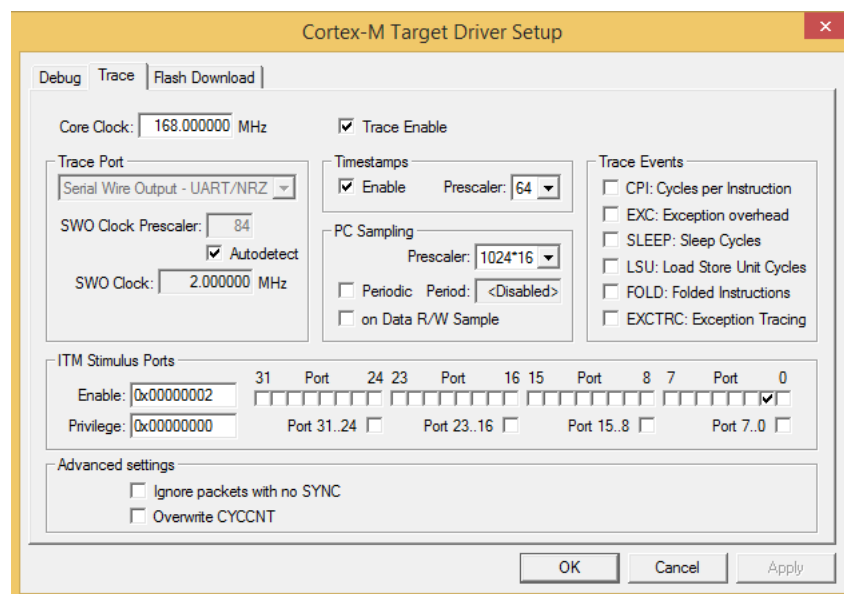 Cortex-M Target Driver Setup
Debug Trace Flash Download
Core Clock: 168.000000 MHz
Trace Enable
Trace Port
Serial Wire Output - UART/NRZ
SWO Clock Prescaler: 84
Autodetect
SWO Clock: 2.000000 MHz
Timestamps
Enable Prescaler: 64
PC Sampling
Prescaler: 1024*16
Periodic Period: <Disabled>
on Data R/W Sample
Trace Events
CPI: Cycles per Instruction
EXC: Exception overhead
SLEEP: Sleep Cycles
LSU: Load Store Unit Cycles
FOLD: Folded Instructions
EXCTRC: Exception Tracing
ITM Stimulus Ports
31 Port 24 23 Port 16 15 Port 8 7 Port 0
Enable: 0x00000002
Privilege: 0x00000000 Port 31..24 Port 23..16 Port 15..8 Port 7..0
Advanced settings
Ignore packets with no SYNC
Overwrite CYCCNT
OK Cancel Apply